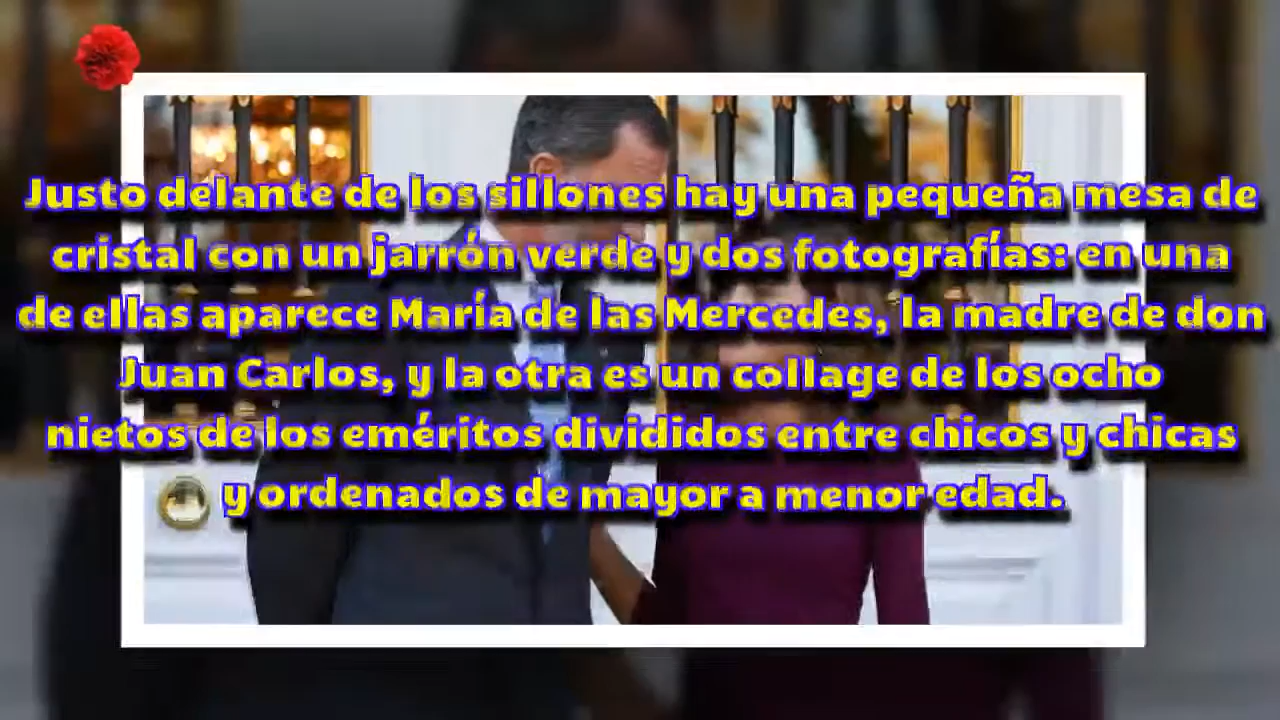 Justo delante de los sillones hay una pequeña mesa de
cristal con un jarrón verde y dos fotografías: en una
de ellas aparece María de las Mercedes, la madre de don
Juan Carlos, y la otra es un collage de los ocho
nietos de los eméritos divididos entre chicos y chicas
y ordenados de mayor a menor edad.